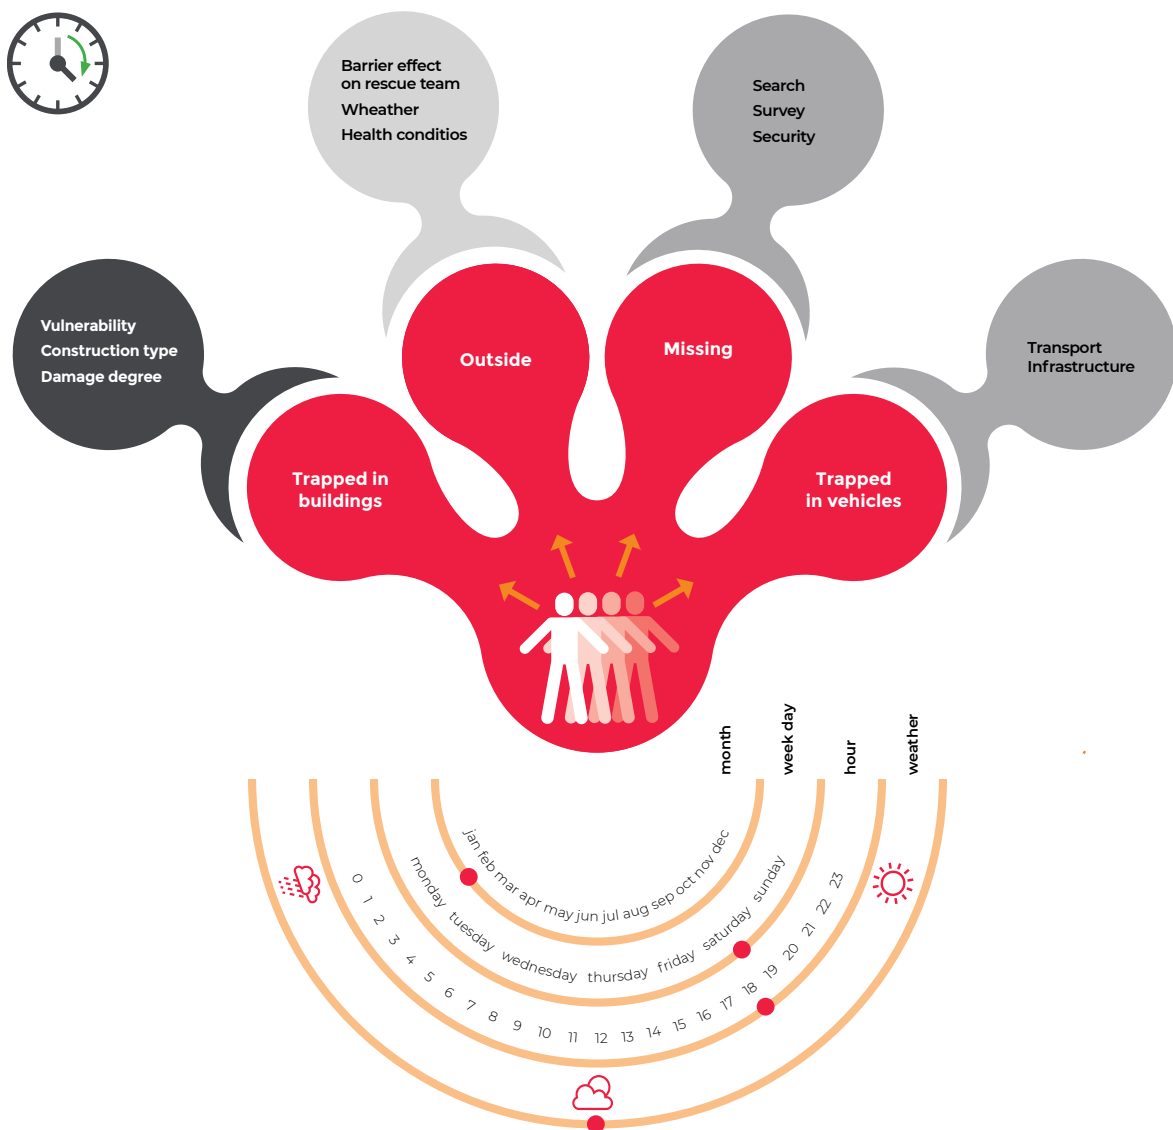 Barrier effect
on rescue team
Wheather
Health conditios
Search
Survey
Security
Vulnerability
Construction type
Damage degree
Outside
Missing
Transport
Infrastructure
Trapped in
buildings
Trapped
in vehicles
month
week day
hour
weather
jan feb mar apr may jun jul aug sep oct nov dec
monday tuesday wednesday thursday friday saturday sunday
0 1 2 3 4 5 6 7 8 9 10 11 12 13 14 15 16 17 18 19 20 21 22 23